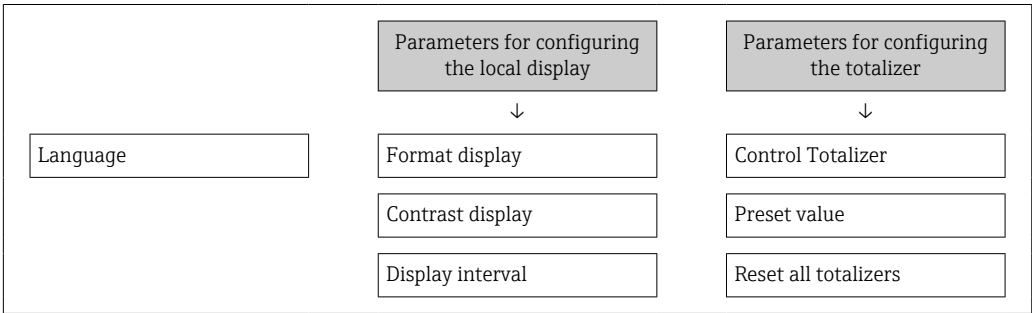 Parameters for configuring
the local display
Parameters for configuring
the totalizer
↓
↓
Language
Format display
Control Totalizer
Contrast display
Preset value
Display interval
Reset all totalizers